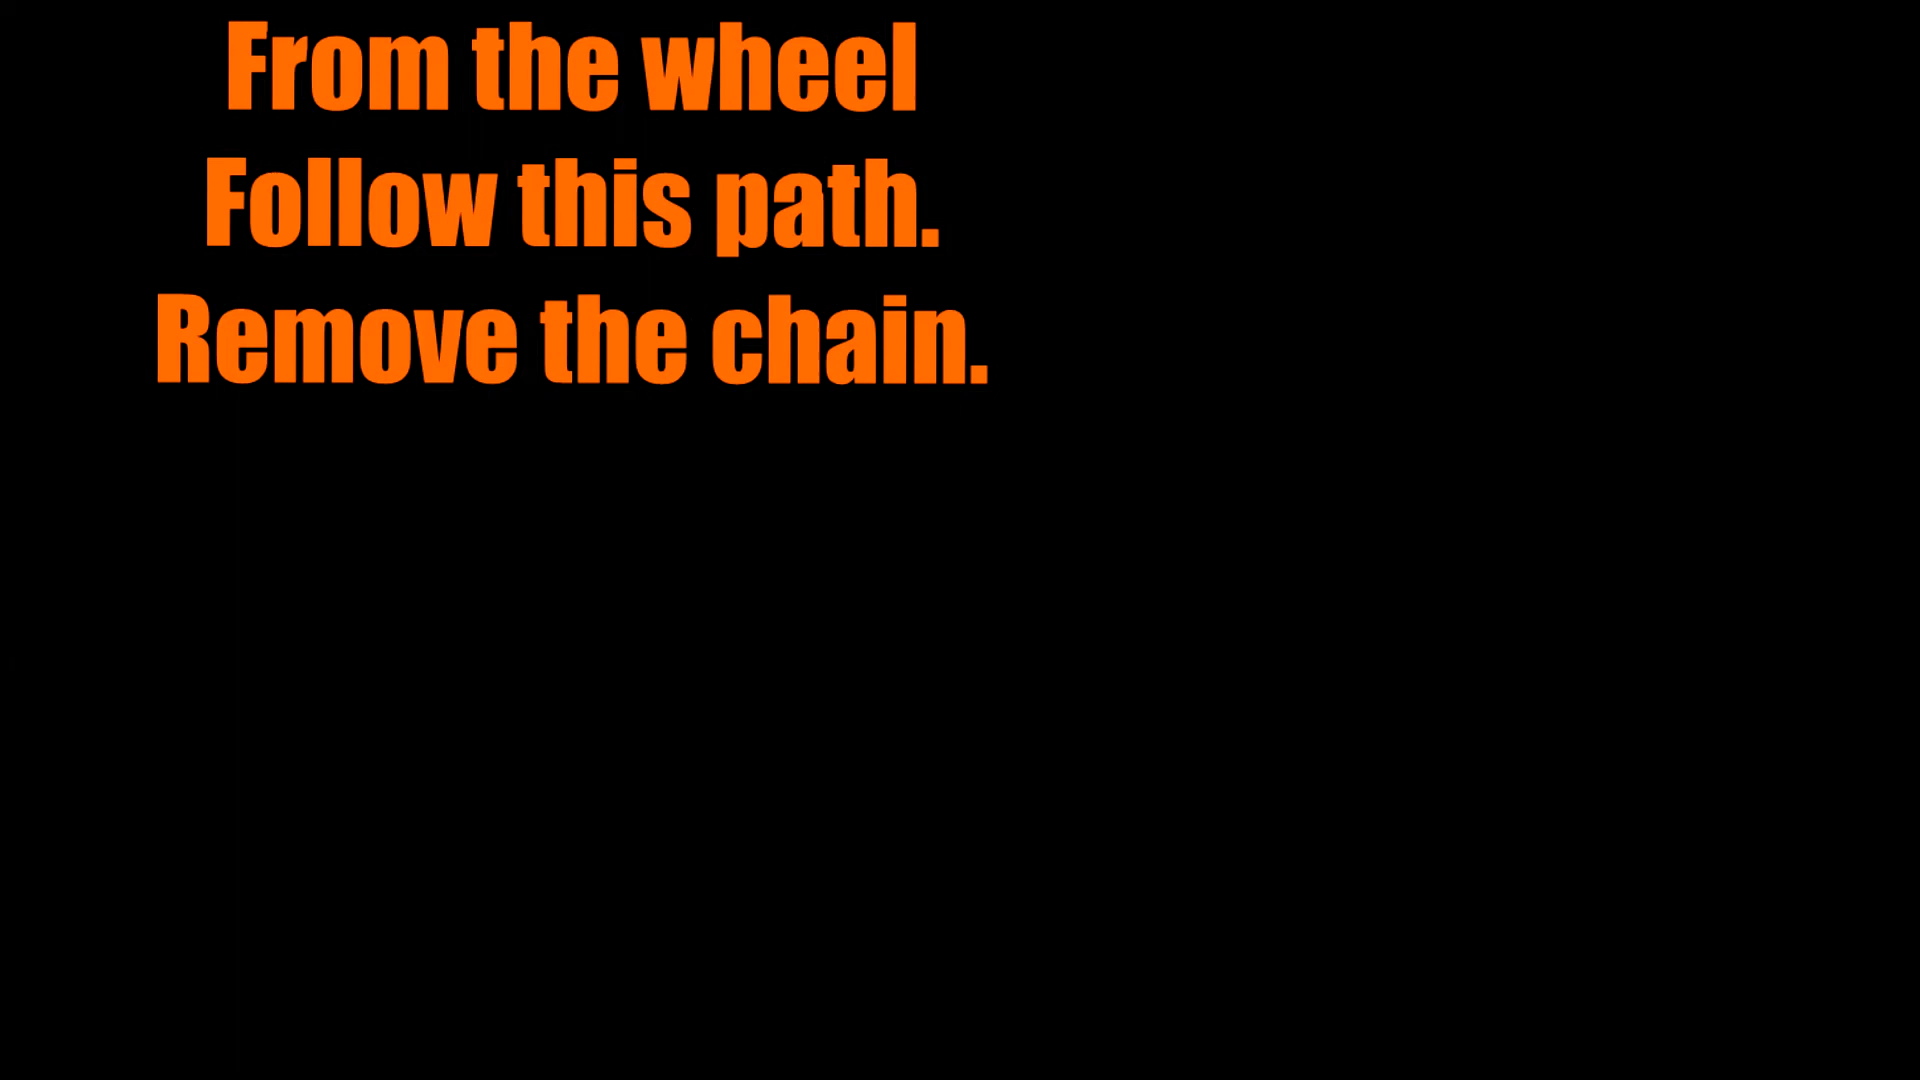 From the wheel
Follow this path.
Remove the chain.